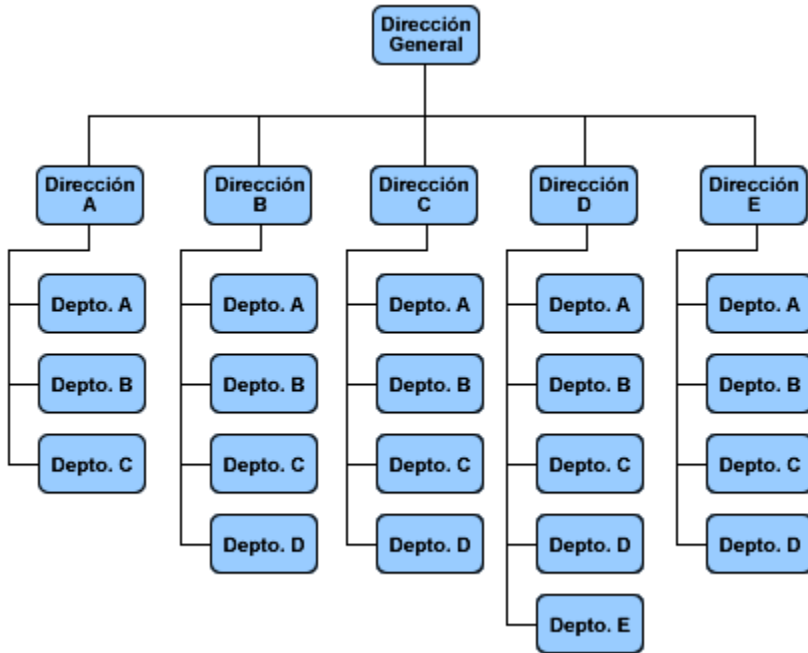 Dirección
General
Dirección
A
Dirección
B
Dirección
C
Dirección
D
Dirección
E
Depto. A
Depto. A
Depto. A
Depto. A
Depto. A
Depto. B
Depto. B
Depto. B
Depto. B
Depto. B
Depto. C
Depto. C
Depto. C
Depto. C
Depto. C
Depto. D
Depto. D
Depto. D
Depto. D
Depto. E